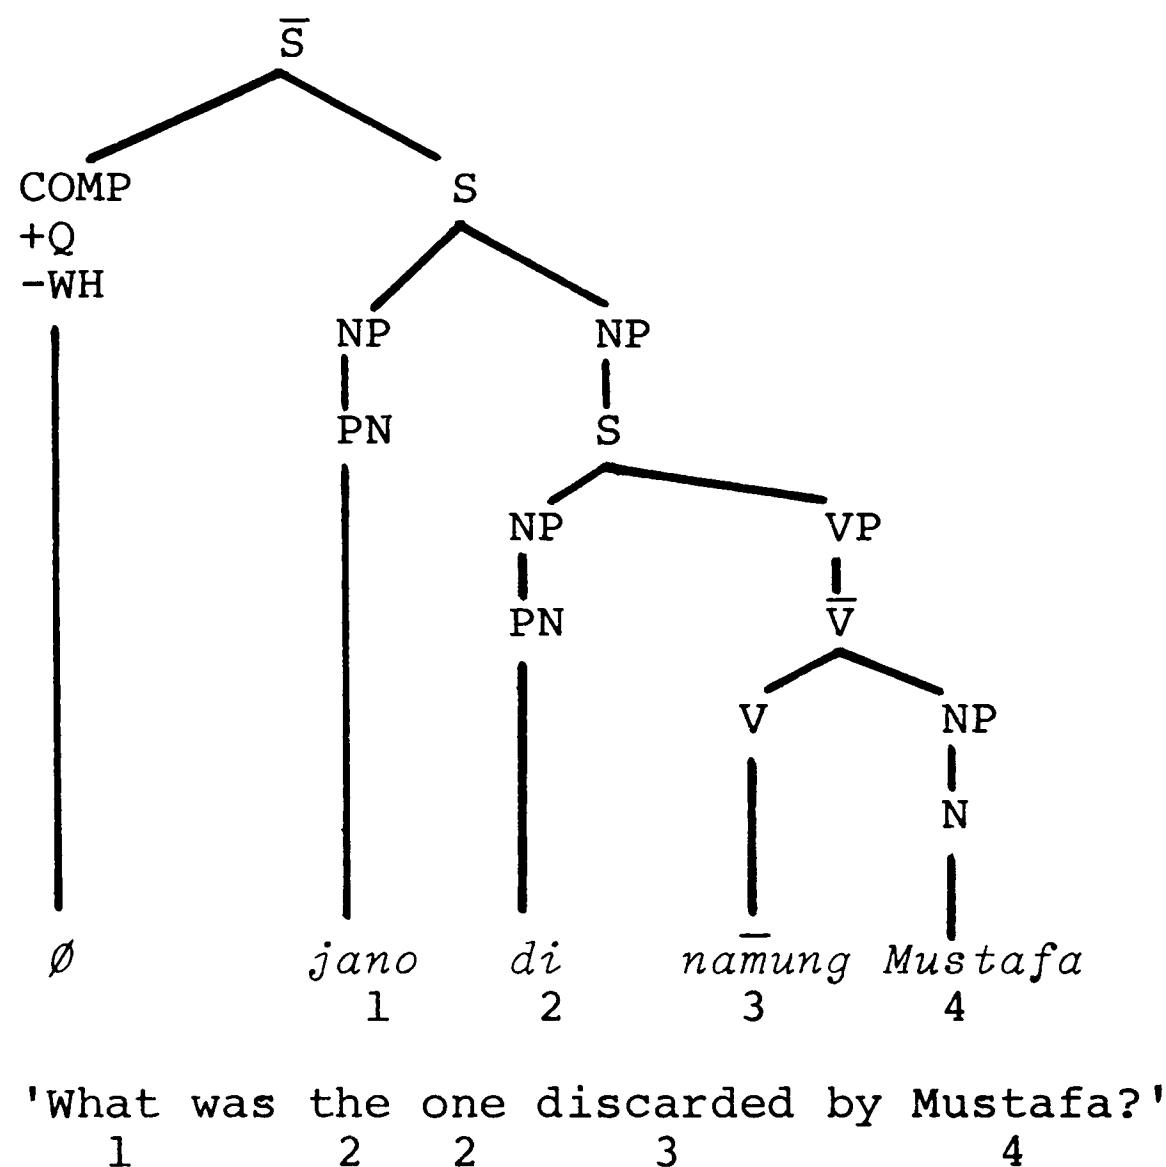 S̅
COMP S
+Q
-WH
NP NP
PN S
NP VP
PN V̅
V NP
N
Ø jano di nam̅ung Mustafa
1 2 3 4
'What was the one discarded by Mustafa?'
1 2 2 3 4